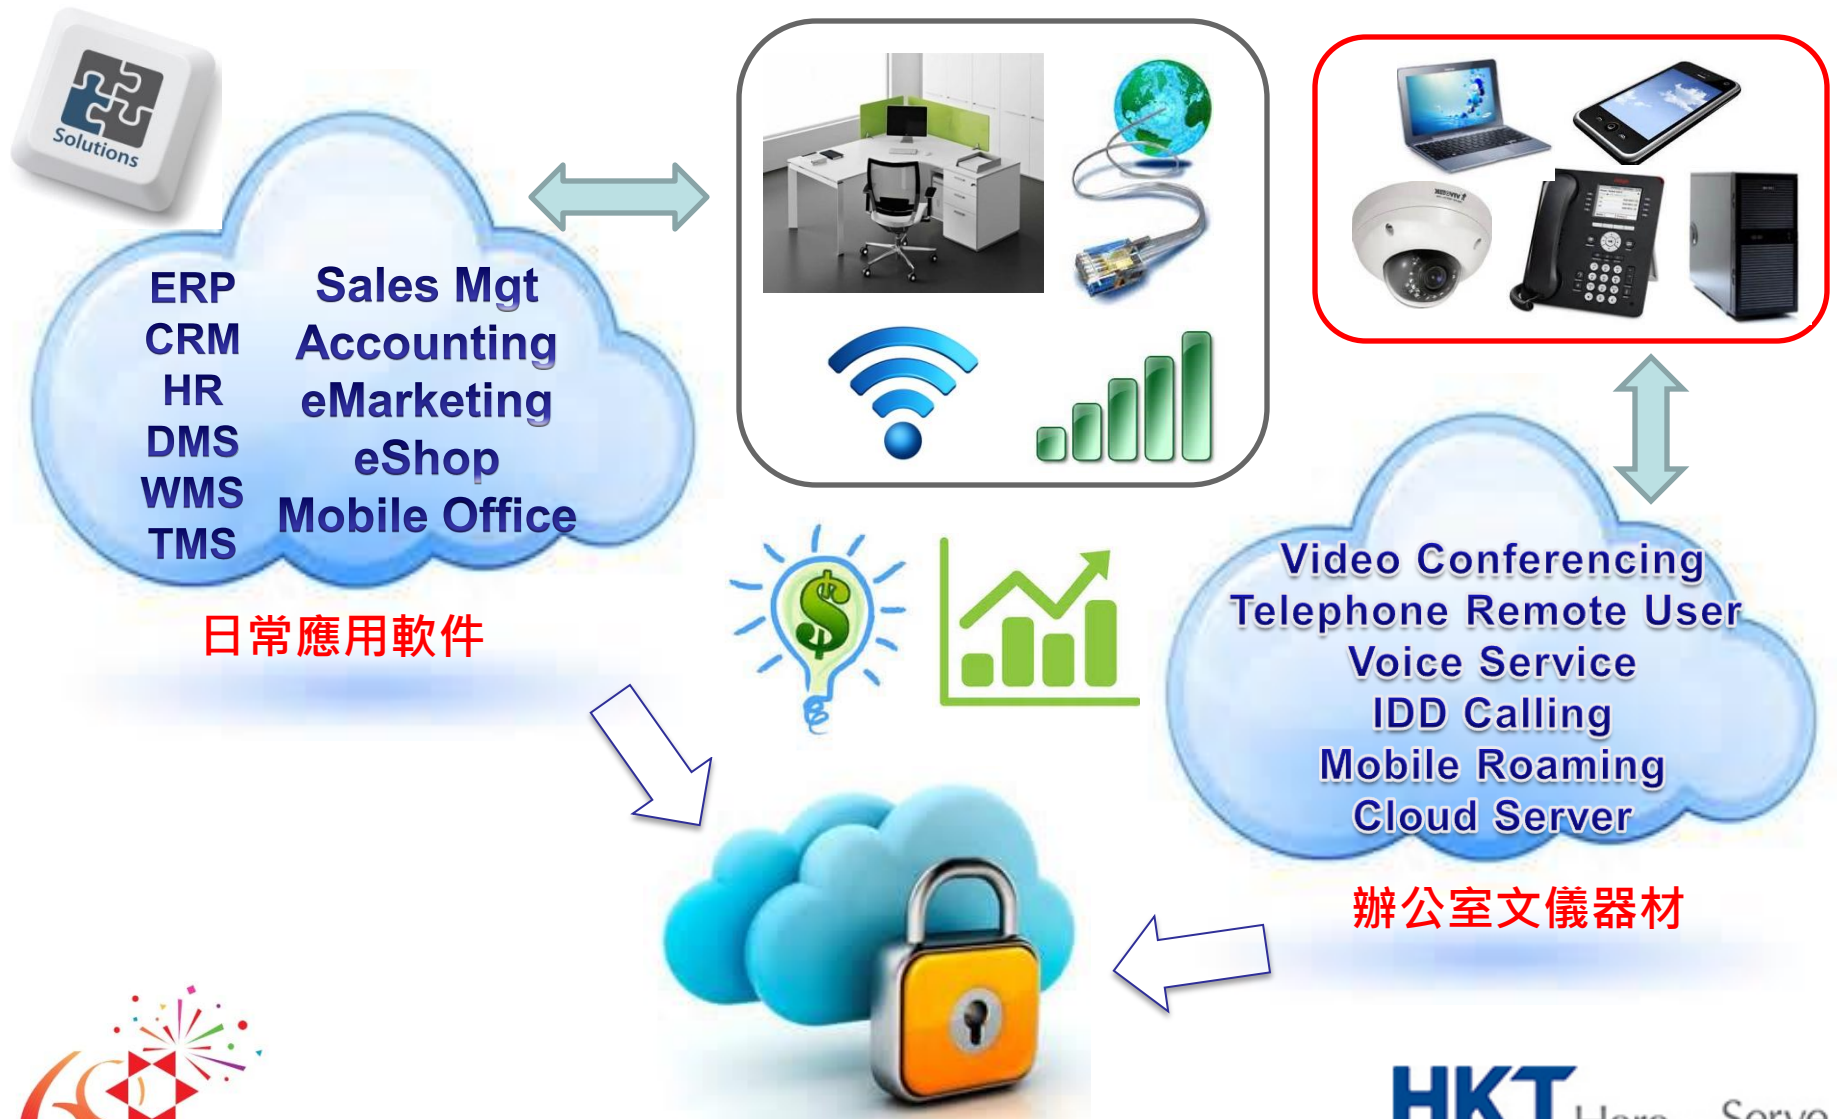 Solutions
ERP
CRM
HR
DMS
WMS
TMS
Sales Mgt
Accounting
eMarketing
eShop
Mobile Office
日常應用軟件
Video Conferencing
Telephone Remote User
Voice Service
IDD Calling
Mobile Roaming
Cloud Server
辦公室文儀器材
HKT